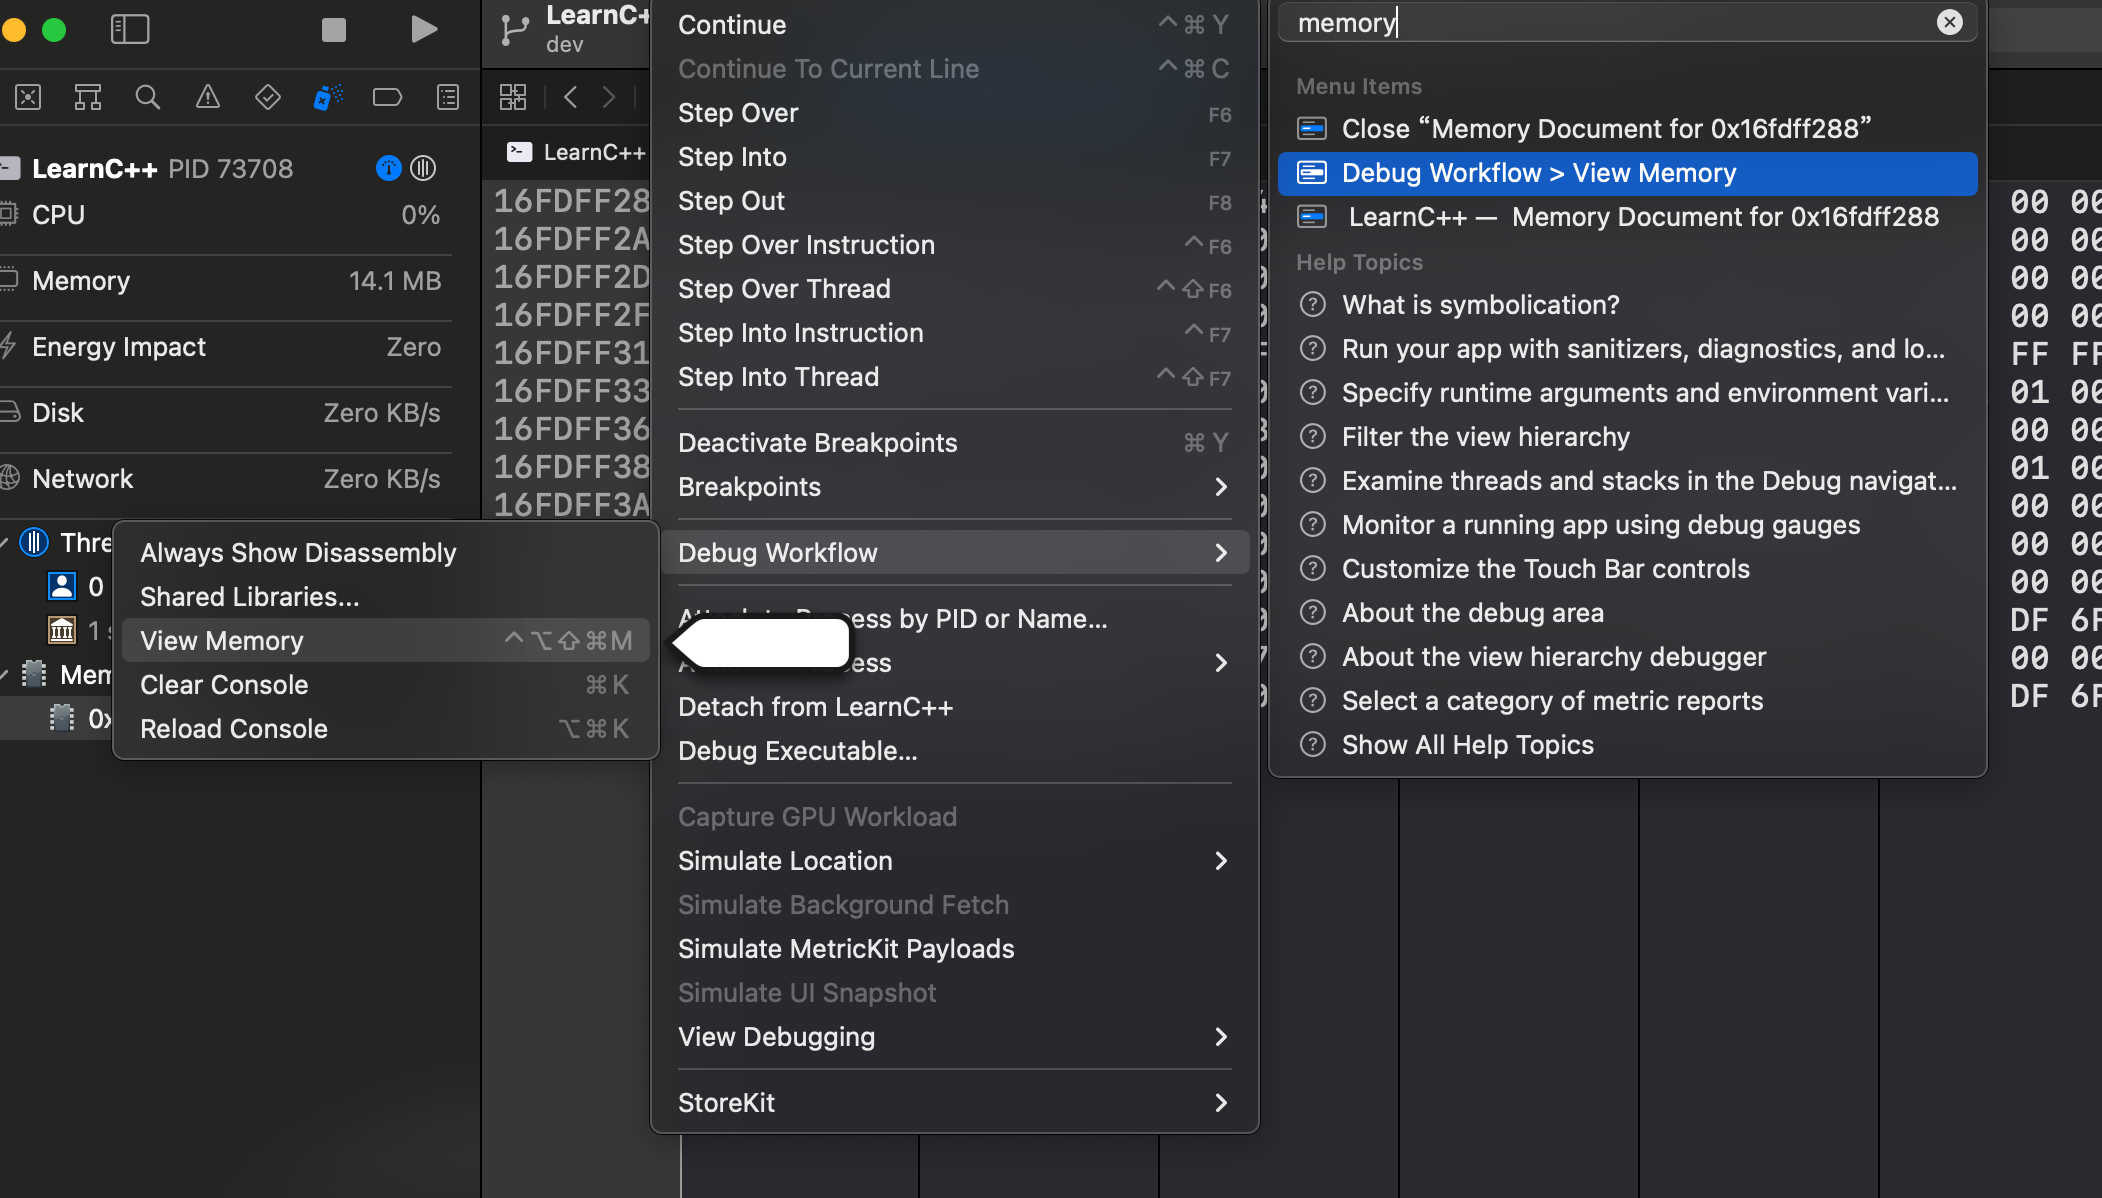 LearnC+
dev
LearnC++ PID 73708
CPU 0%
Memory 14.1 MB
Energy Impact Zero
Disk Zero KB/s
Network Zero KB/s
Thre
0
1
Mem
0x
LearnC++
16FDFF28
16FDFF2A
16FDFF2D
16FDFF2F
16FDFF31
16FDFF33
16FDFF36
16FDFF38
16FDFF3A
Always Show Disassembly
Shared Libraries...
View Memory ⌃⌥⇧⌘M
Clear Console ⌘K
Reload Console ⌥⌘K
Continue ⌃⌘Y
Continue To Current Line ⌃⌘C
Step Over F6
Step Into F7
Step Out F8
Step Over Instruction ⌃F6
Step Over Thread ⌃⇧F6
Step Into Instruction ⌃F7
Step Into Thread ⌃⇧F7
Deactivate Breakpoints ⌘Y
Breakpoints
Debug Workflow
by PID or Name...
Detach from LearnC++
Debug Executable...
Capture GPU Workload
Simulate Location
Simulate Background Fetch
Simulate MetricKit Payloads
Simulate UI Snapshot
View Debugging
StoreKit
memory
Menu Items
Close “Memory Document for 0x16fdff288”
Debug Workflow > View Memory
LearnC++ — Memory Document for 0x16fdff288
Help Topics
What is symbolication?
Run your app with sanitizers, diagnostics, and lo...
Specify runtime arguments and environment vari...
Filter the view hierarchy
Examine threads and stacks in the Debug navigat...
Monitor a running app using debug gauges
Customize the Touch Bar controls
About the debug area
About the view hierarchy debugger
Select a category of metric reports
Show All Help Topics
00 00
00 00
00 00
00 00
FF FF
01 00
00 00
01 00
00 00
00 00
00 00
DF 6F
00 00
DF 6F